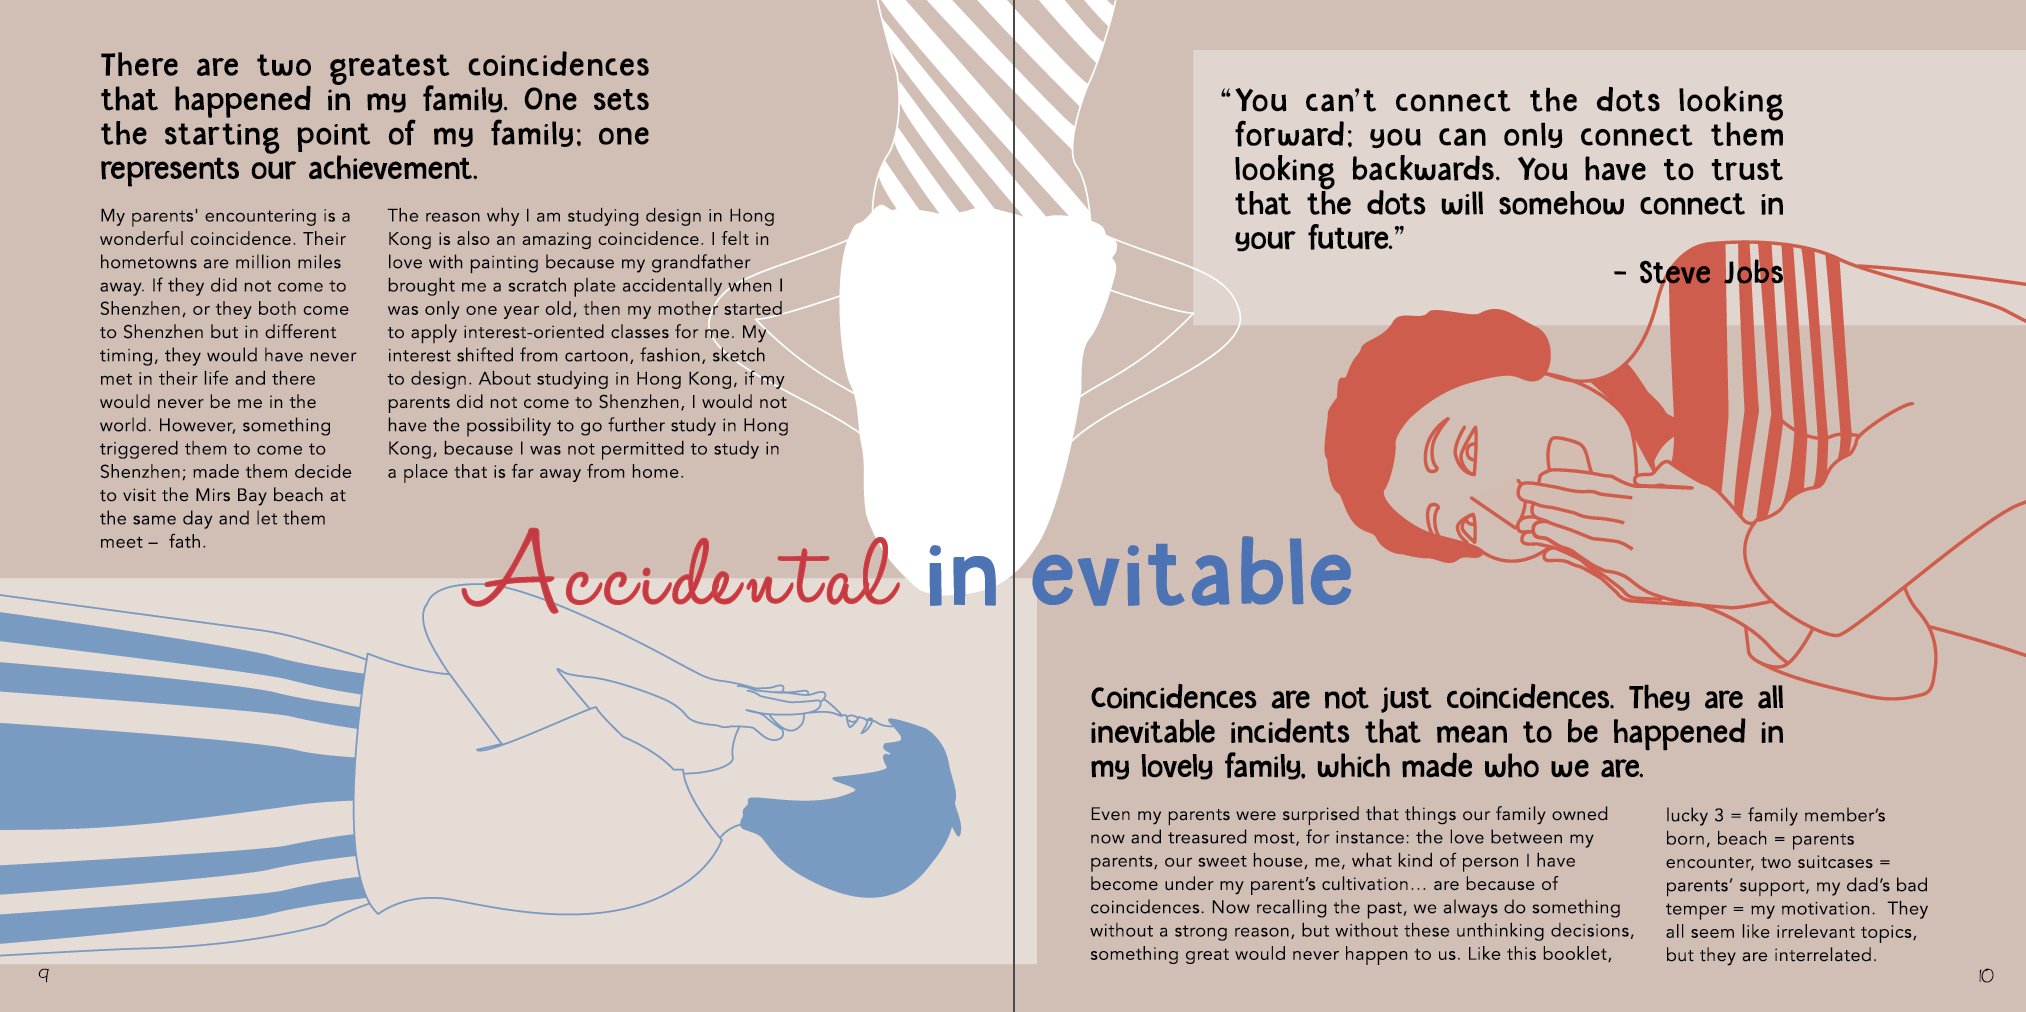 There are two greatest coincidences
that happened in my family. One sets
the starting point of my family; one
represents our achievement.
My parents' encountering is a
wonderful coincidence. Their
hometowns are million miles
away. If they did not come to
Shenzhen, or they both come
to Shenzhen but in different
timing, they would have never
met in their life and there
would never be me in the
world. However, something
triggered them to come to
Shenzhen; made them decide
to visit the Mirs Bay beach at
the same day and let them
meet –  fath.
The reason why I am studying design in Hong
Kong is also an amazing coincidence. I felt in
love with painting because my grandfather
brought me a scratch plate accidentally when I
was only one year old, then my mother started
to apply interest-oriented classes for me. My
interest shifted from cartoon, fashion, sketch
to design. About studying in Hong Kong, if my
parents did not come to Shenzhen, I would not
have the possibility to go further study in Hong
Kong, because I was not permitted to study in
a place that is far away from home.
Accidental in evitable
9
“You can’t connect the dots looking
forward; you can only connect them
looking backwards. You have to trust
that the dots will somehow connect in
your future.”
– Steve Jobs
Coincidences are not just coincidences. They are all
inevitable incidents that mean to be happened in
my lovely family, which made who we are.
Even my parents were surprised that things our family owned
now and treasured most, for instance: the love between my
parents, our sweet house, me, what kind of person I have
become under my parent’s cultivation... are because of
coincidences. Now recalling the past, we always do something
without a strong reason, but without these unthinking decisions,
something great would never happen to us. Like this booklet,
lucky 3 = family member’s
born, beach = parents
encounter, two suitcases =
parents’ support, my dad’s bad
temper = my motivation.  They
all seem like irrelevant topics,
but they are interrelated.
10